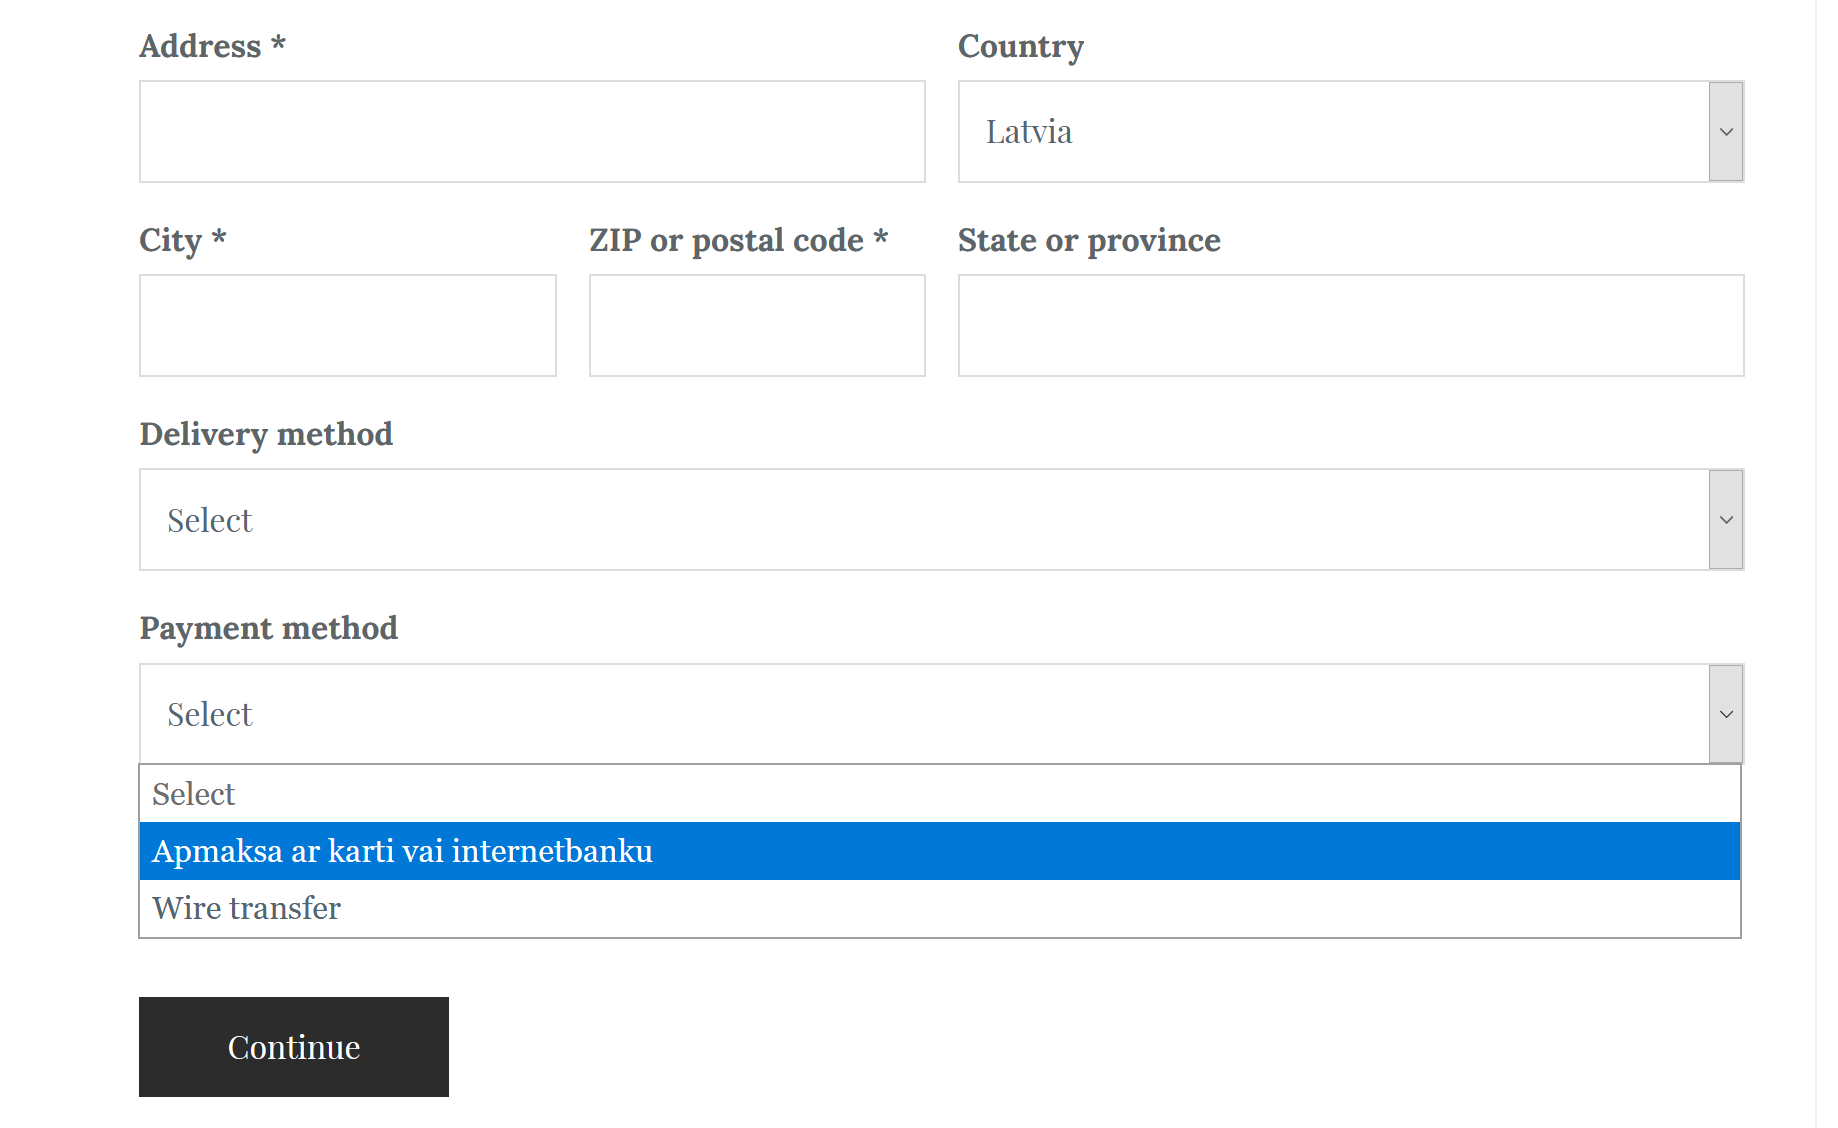 Address *
Country
Latvia
City *
ZIP or postal code *
State or province
Delivery method
Select
Payment method
Select
Select
Apmaksa ar karti vai internetbanku
Wire transfer
Continue